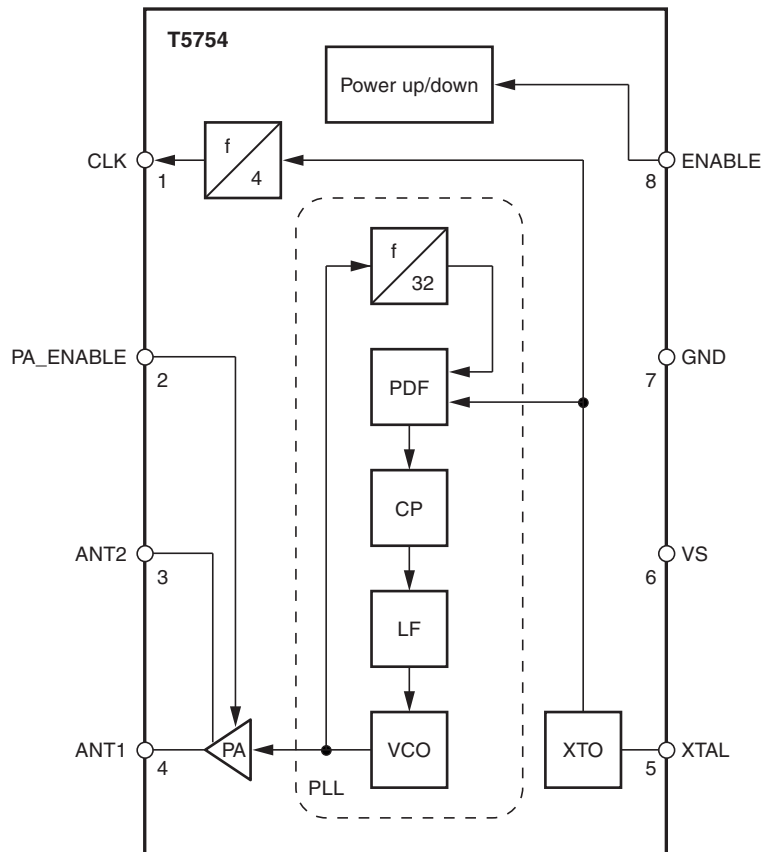 T5754
Power up/down
CLK
1
f
4
ENABLE
8
f
32
PA_ENABLE
2
GND
7
PDF
CP
ANT2
3
VS
6
LF
ANT1
4
PA
VCO
XTO
XTAL
5
PLL